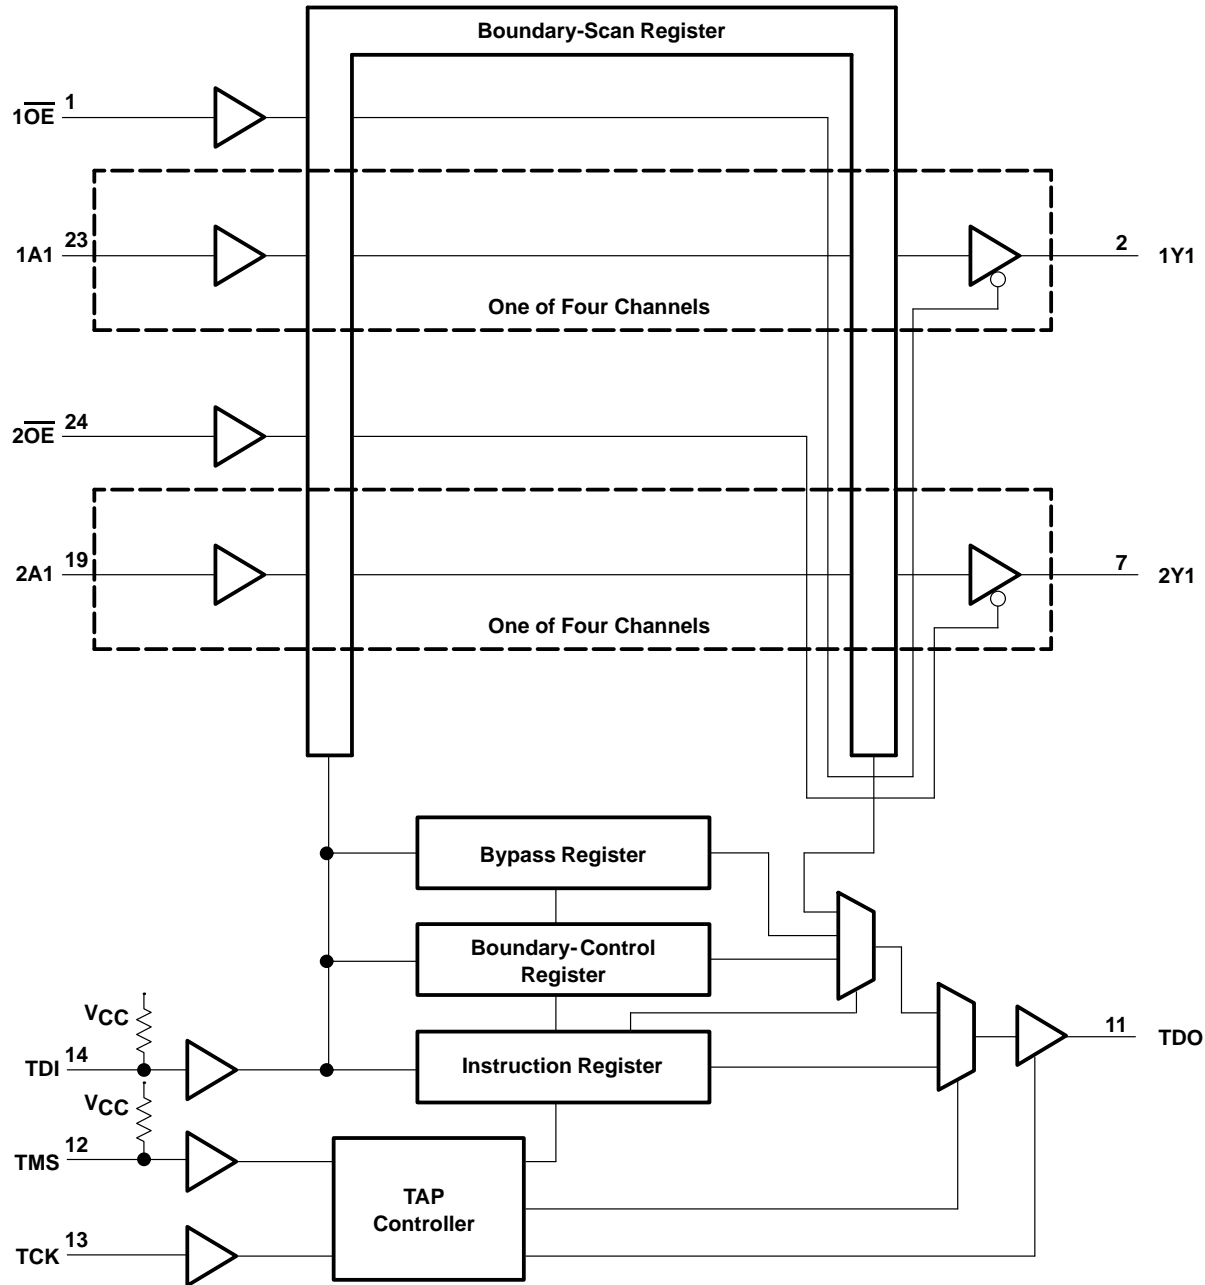 Boundary-Scan Register
1O̅E̅ 1
1A1 23
2 1Y1
One of Four Channels
2O̅E̅ 24
2A1 19
7 2Y1
One of Four Channels
Bypass Register
Boundary-Control
Register
VCC
TDI 14
Instruction Register
11 TDO
VCC
TMS 12
TAP
Controller
TCK 13